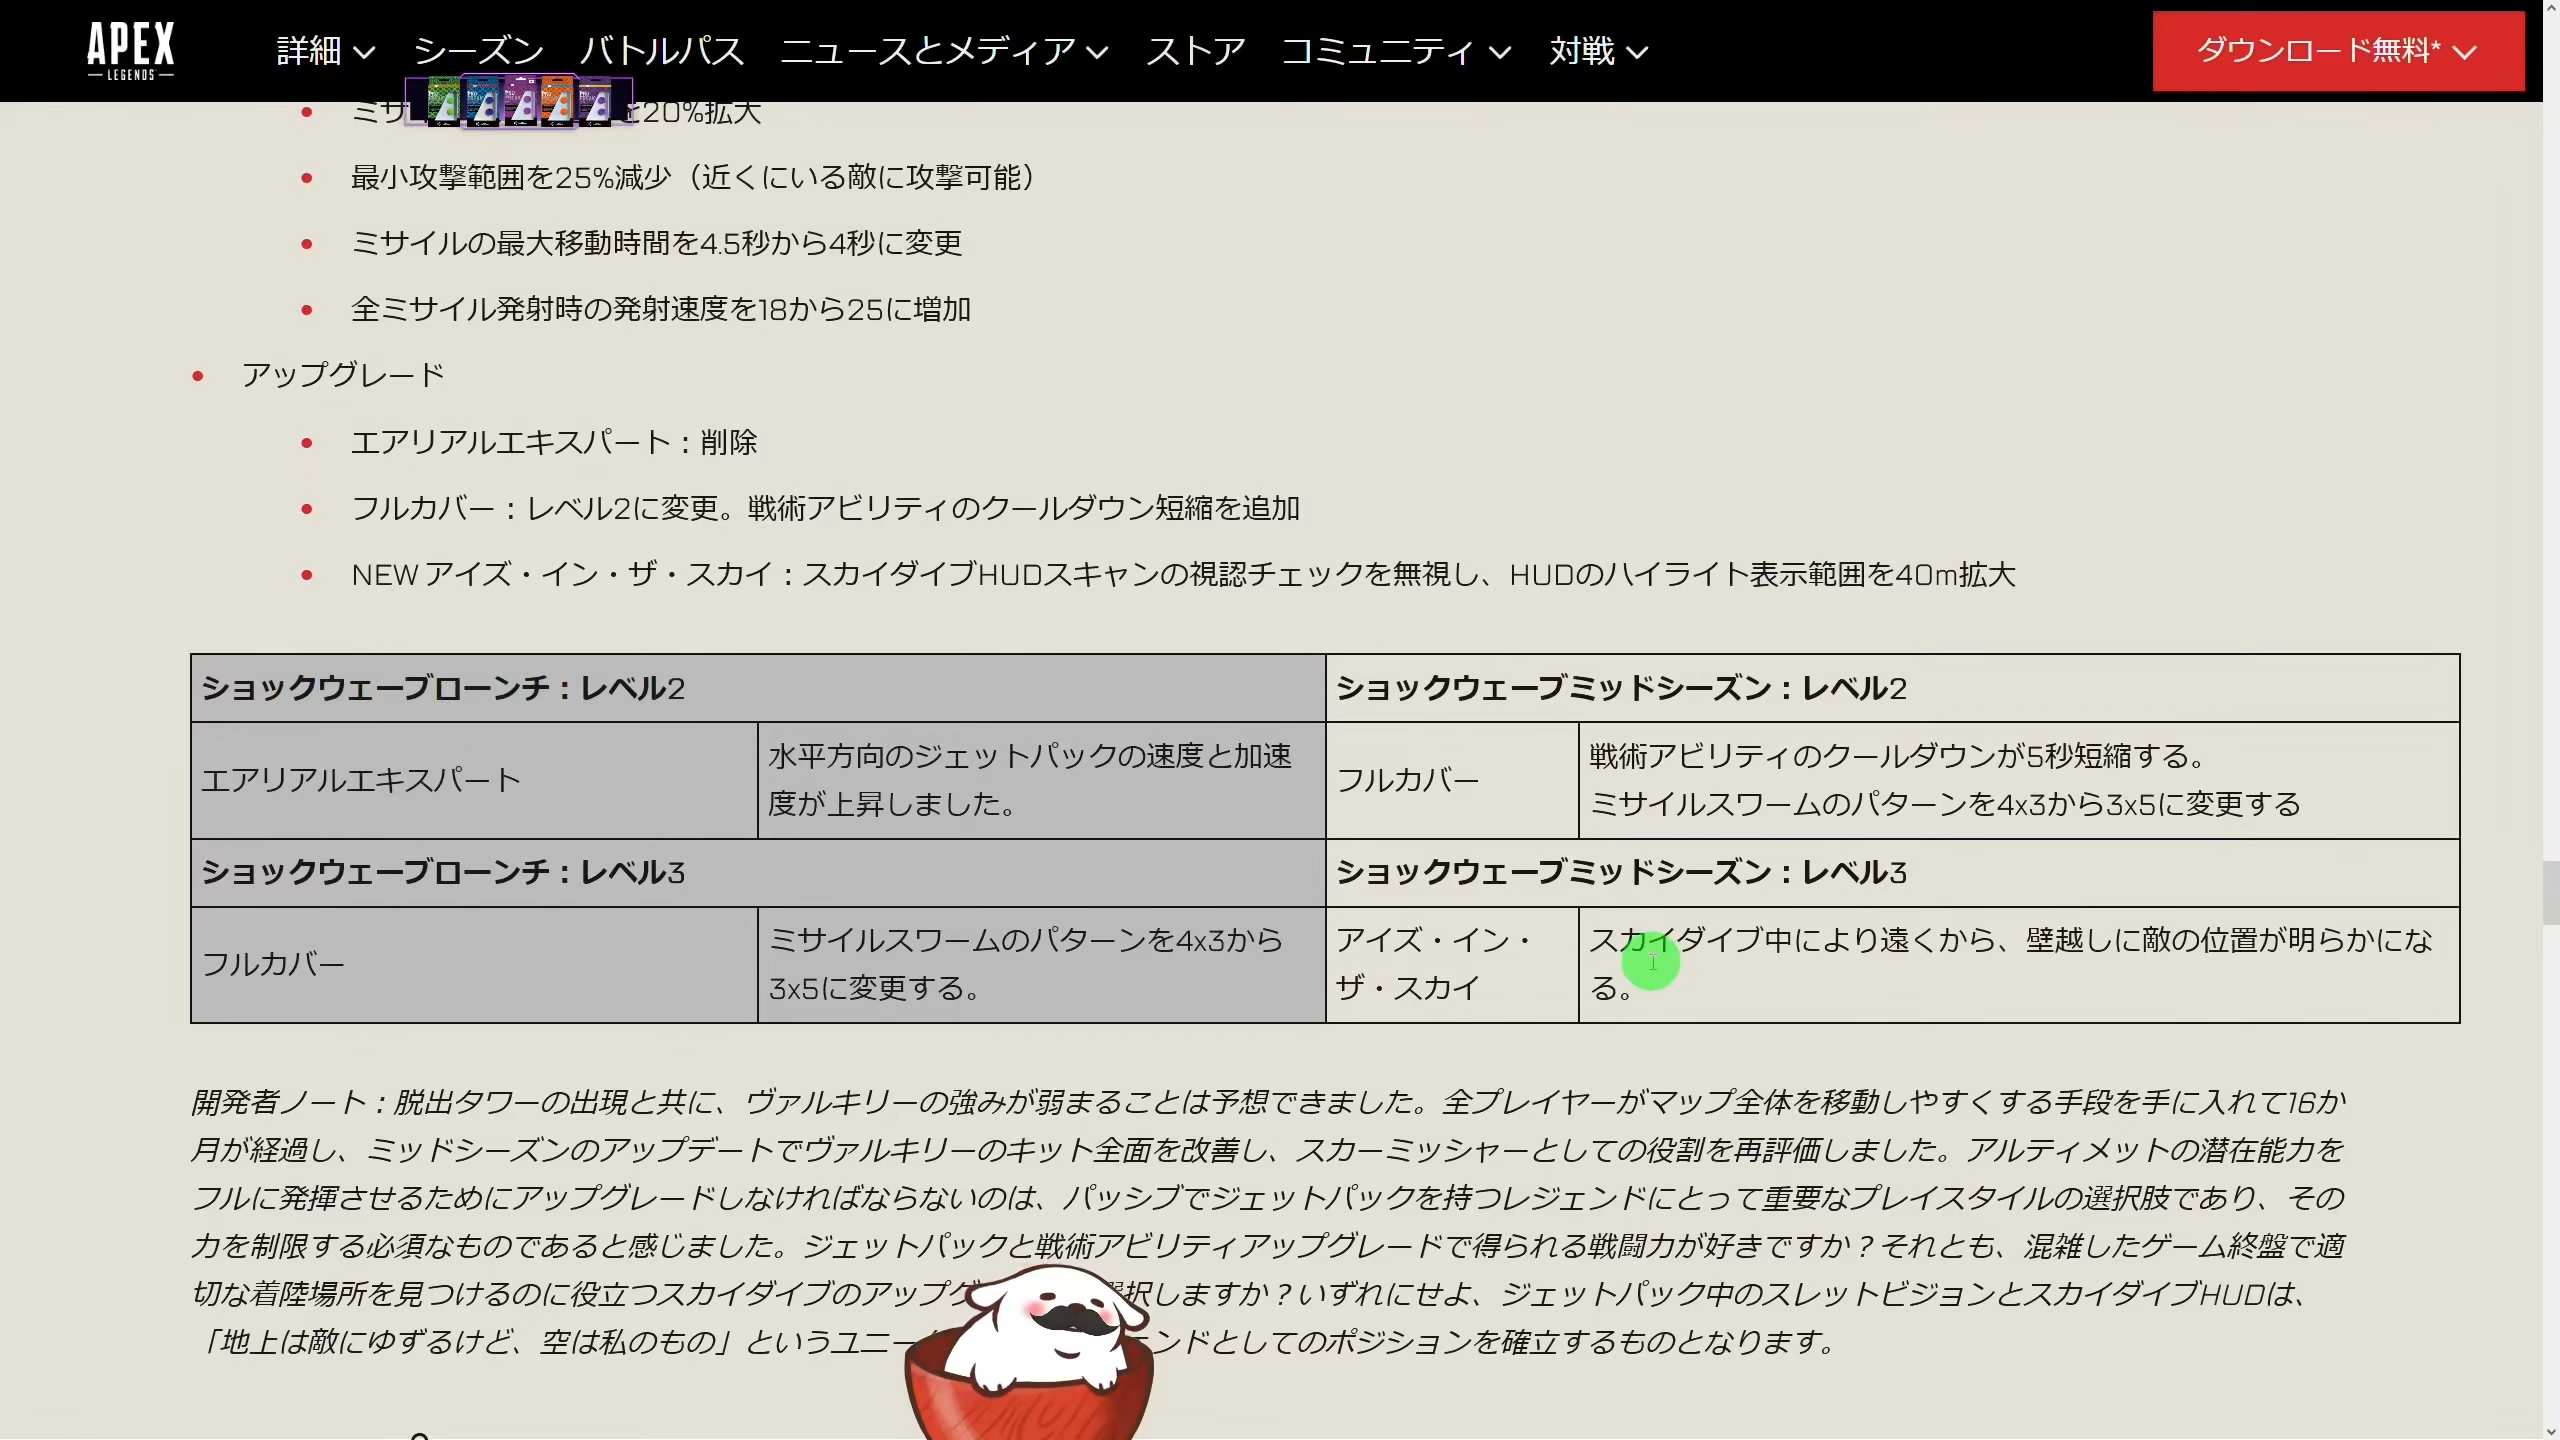 APEX
LEGENDS
詳細 シーズン バトルパス ニュースとメディア ストア コミュニティ 対戦 ダウンロード無料*
ミサ を20%拡大
最小攻撃範囲を25%減少（近くにいる敵に攻撃可能）
ミサイルの最大移動時間を4.5秒から4秒に変更
全ミサイル発射時の発射速度を18から25に増加
アップグレード
エアリアルエキスパート：削除
フルカバー：レベル2に変更。戦術アビリティのクールダウン短縮を追加
NEW アイズ・イン・ザ・スカイ：スカイダイブHUDスキャンの視認チェックを無視し、HUDのハイライト表示範囲を40m拡大
ショックウェーブローンチ：レベル2
ショックウェーブミッドシーズン：レベル2
エアリアルエキスパート
水平方向のジェットパックの速度と加速
度が上昇しました。
フルカバー
戦術アビリティのクールダウンが5秒短縮する。
ミサイルスワームのパターンを4x3から3x5に変更する
ショックウェーブローンチ：レベル3
ショックウェーブミッドシーズン：レベル3
フルカバー
ミサイルスワームのパターンを4x3から
3x5に変更する。
アイズ・イン・
ザ・スカイ
スカイダイブ中により遠くから、壁越しに敵の位置が明らかにな
る。
開発者ノート：脱出タワーの出現と共に、ヴァルキリーの強みが弱まることは予想できました。全プレイヤーがマップ全体を移動しやすくする手段を手に入れて16か
月が経過し、ミッドシーズンのアップデートでヴァルキリーのキット全面を改善し、スカーミッシャーとしての役割を再評価しました。アルティメットの潜在能力を
フルに発揮させるためにアップグレードしなければならないのは、パッシブでジェットパックを持つレジェンドにとって重要なプレイスタイルの選択肢であり、その
力を制限する必須なものであると感じました。ジェットパックと戦術アビリティアップグレードで得られる戦闘力が好きですか？それとも、混雑したゲーム終盤で適
切な着陸場所を見つけるのに役立つスカイダイブのアップグ 択しますか？いずれにせよ、ジェットパック中のスレットビジョンとスカイダイブHUDは、
「地上は敵にゆずるけど、空は私のもの」というユニー ェンドとしてのポジションを確立するものとなります。